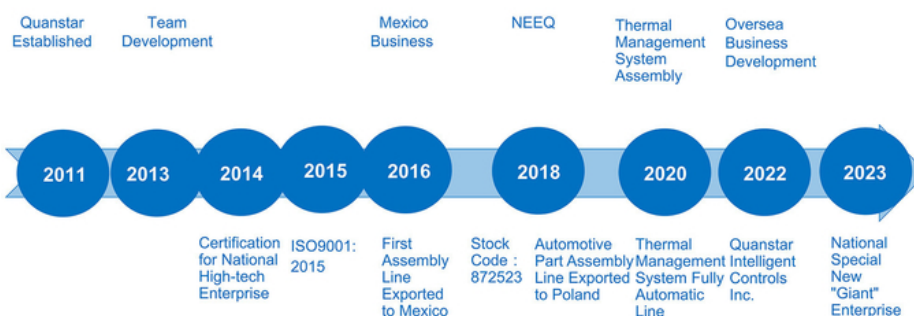 Quanstar
Established
Team
Development
Mexico
Business
NEEQ
Thermal
Management
System
Assembly
Oversea
Business
Development
2011
2013
2014
2015
2016
2018
2020
2022
2023
Certification
for National
High-tech
Enterprise
ISO9001:
2015
First
Assembly
Line
Exported
to Mexico
Stock
Code :
872523
Automotive
Part Assembly
Line Exported
to Poland
Thermal
Management
System Fully
Automatic
Line
Quanstar
Intelligent
Controls
Inc.
National
Special
New
"Giant"
Enterprise